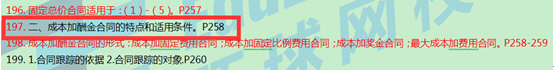 196. 固定总价合同适用于：（1）-（5）。P257
197. 二、成本加酬金合同的特点和适用条件。P258
198. 成本加酬金合同的形式：成本加固定费用合同；成本加固定比例费用合同；成本加奖金合同；最大成本加费用合同。P258-259
199. 1.合同跟踪的依据 2.合同跟踪的对象.P260